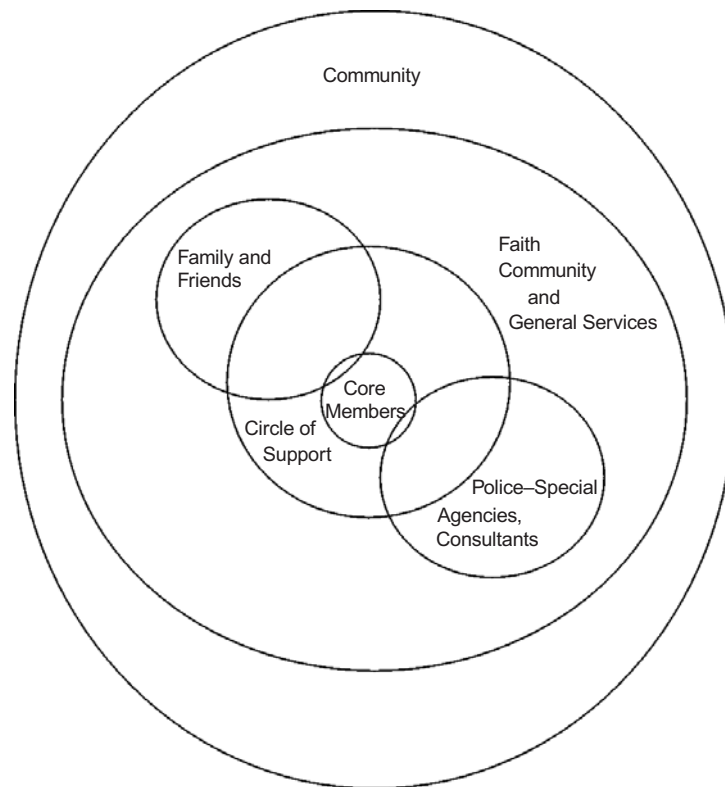 Community
Family and
Friends
Faith
Community
and
General Services
Core
Members
Circle of
Support
Police–Special
Agencies,
Consultants